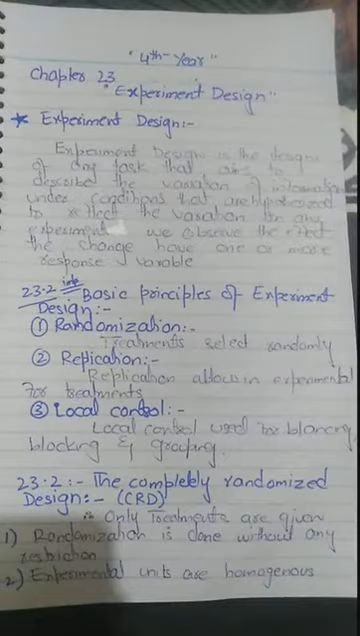 "4th-Year"
Chapter 23
"Experiment Design"
* Experiment Design:-
Experiment Design is the design
of any task that aims to
describe the variation of information
under conditions that are hypothesized
to reflect the variation In any
experiment we observe the effect
the change have one or more
response variable
23.2 Basic principles of Experiment
Design:-
① Randomization:-
Treatments select randomly
② Replication:-
Replication allows in experimental
For treatments
③ Local control:-
Local control used for blancing
blocking & grouping.
23.2:- The completely randomized
Design:- (CRD)
Only Treatments are given
1) Randomization is done without any
restriction
2) Experimental units are homogenous